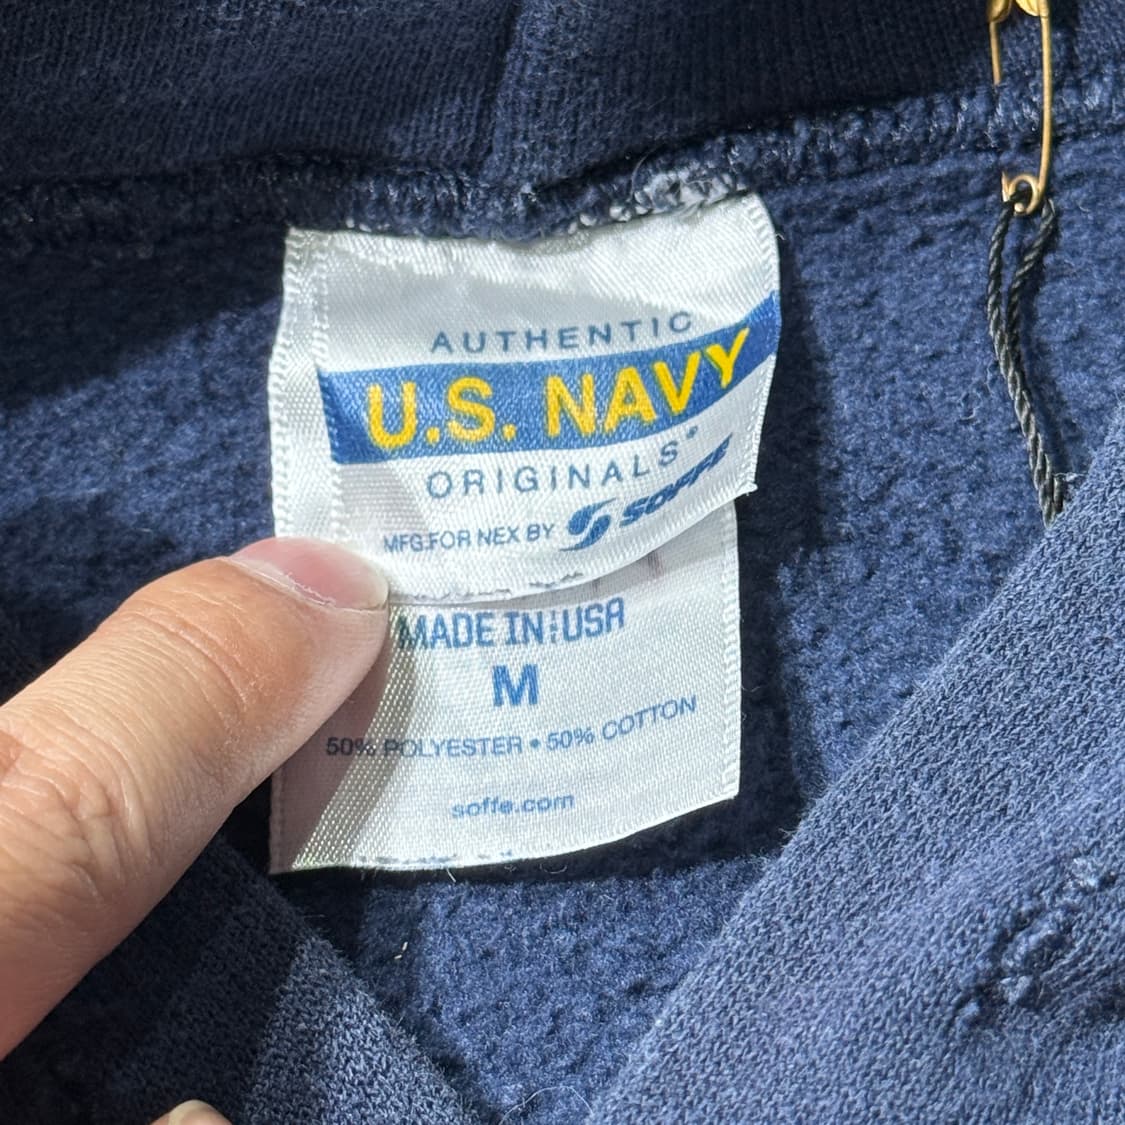 AUTHENTIC
U.S. NAVY
ORIGINALS®
MFG.FOR NEX BY SOFFE
MADE IN USA
M
50% POLYESTER • 50% COTTON
soffe.com